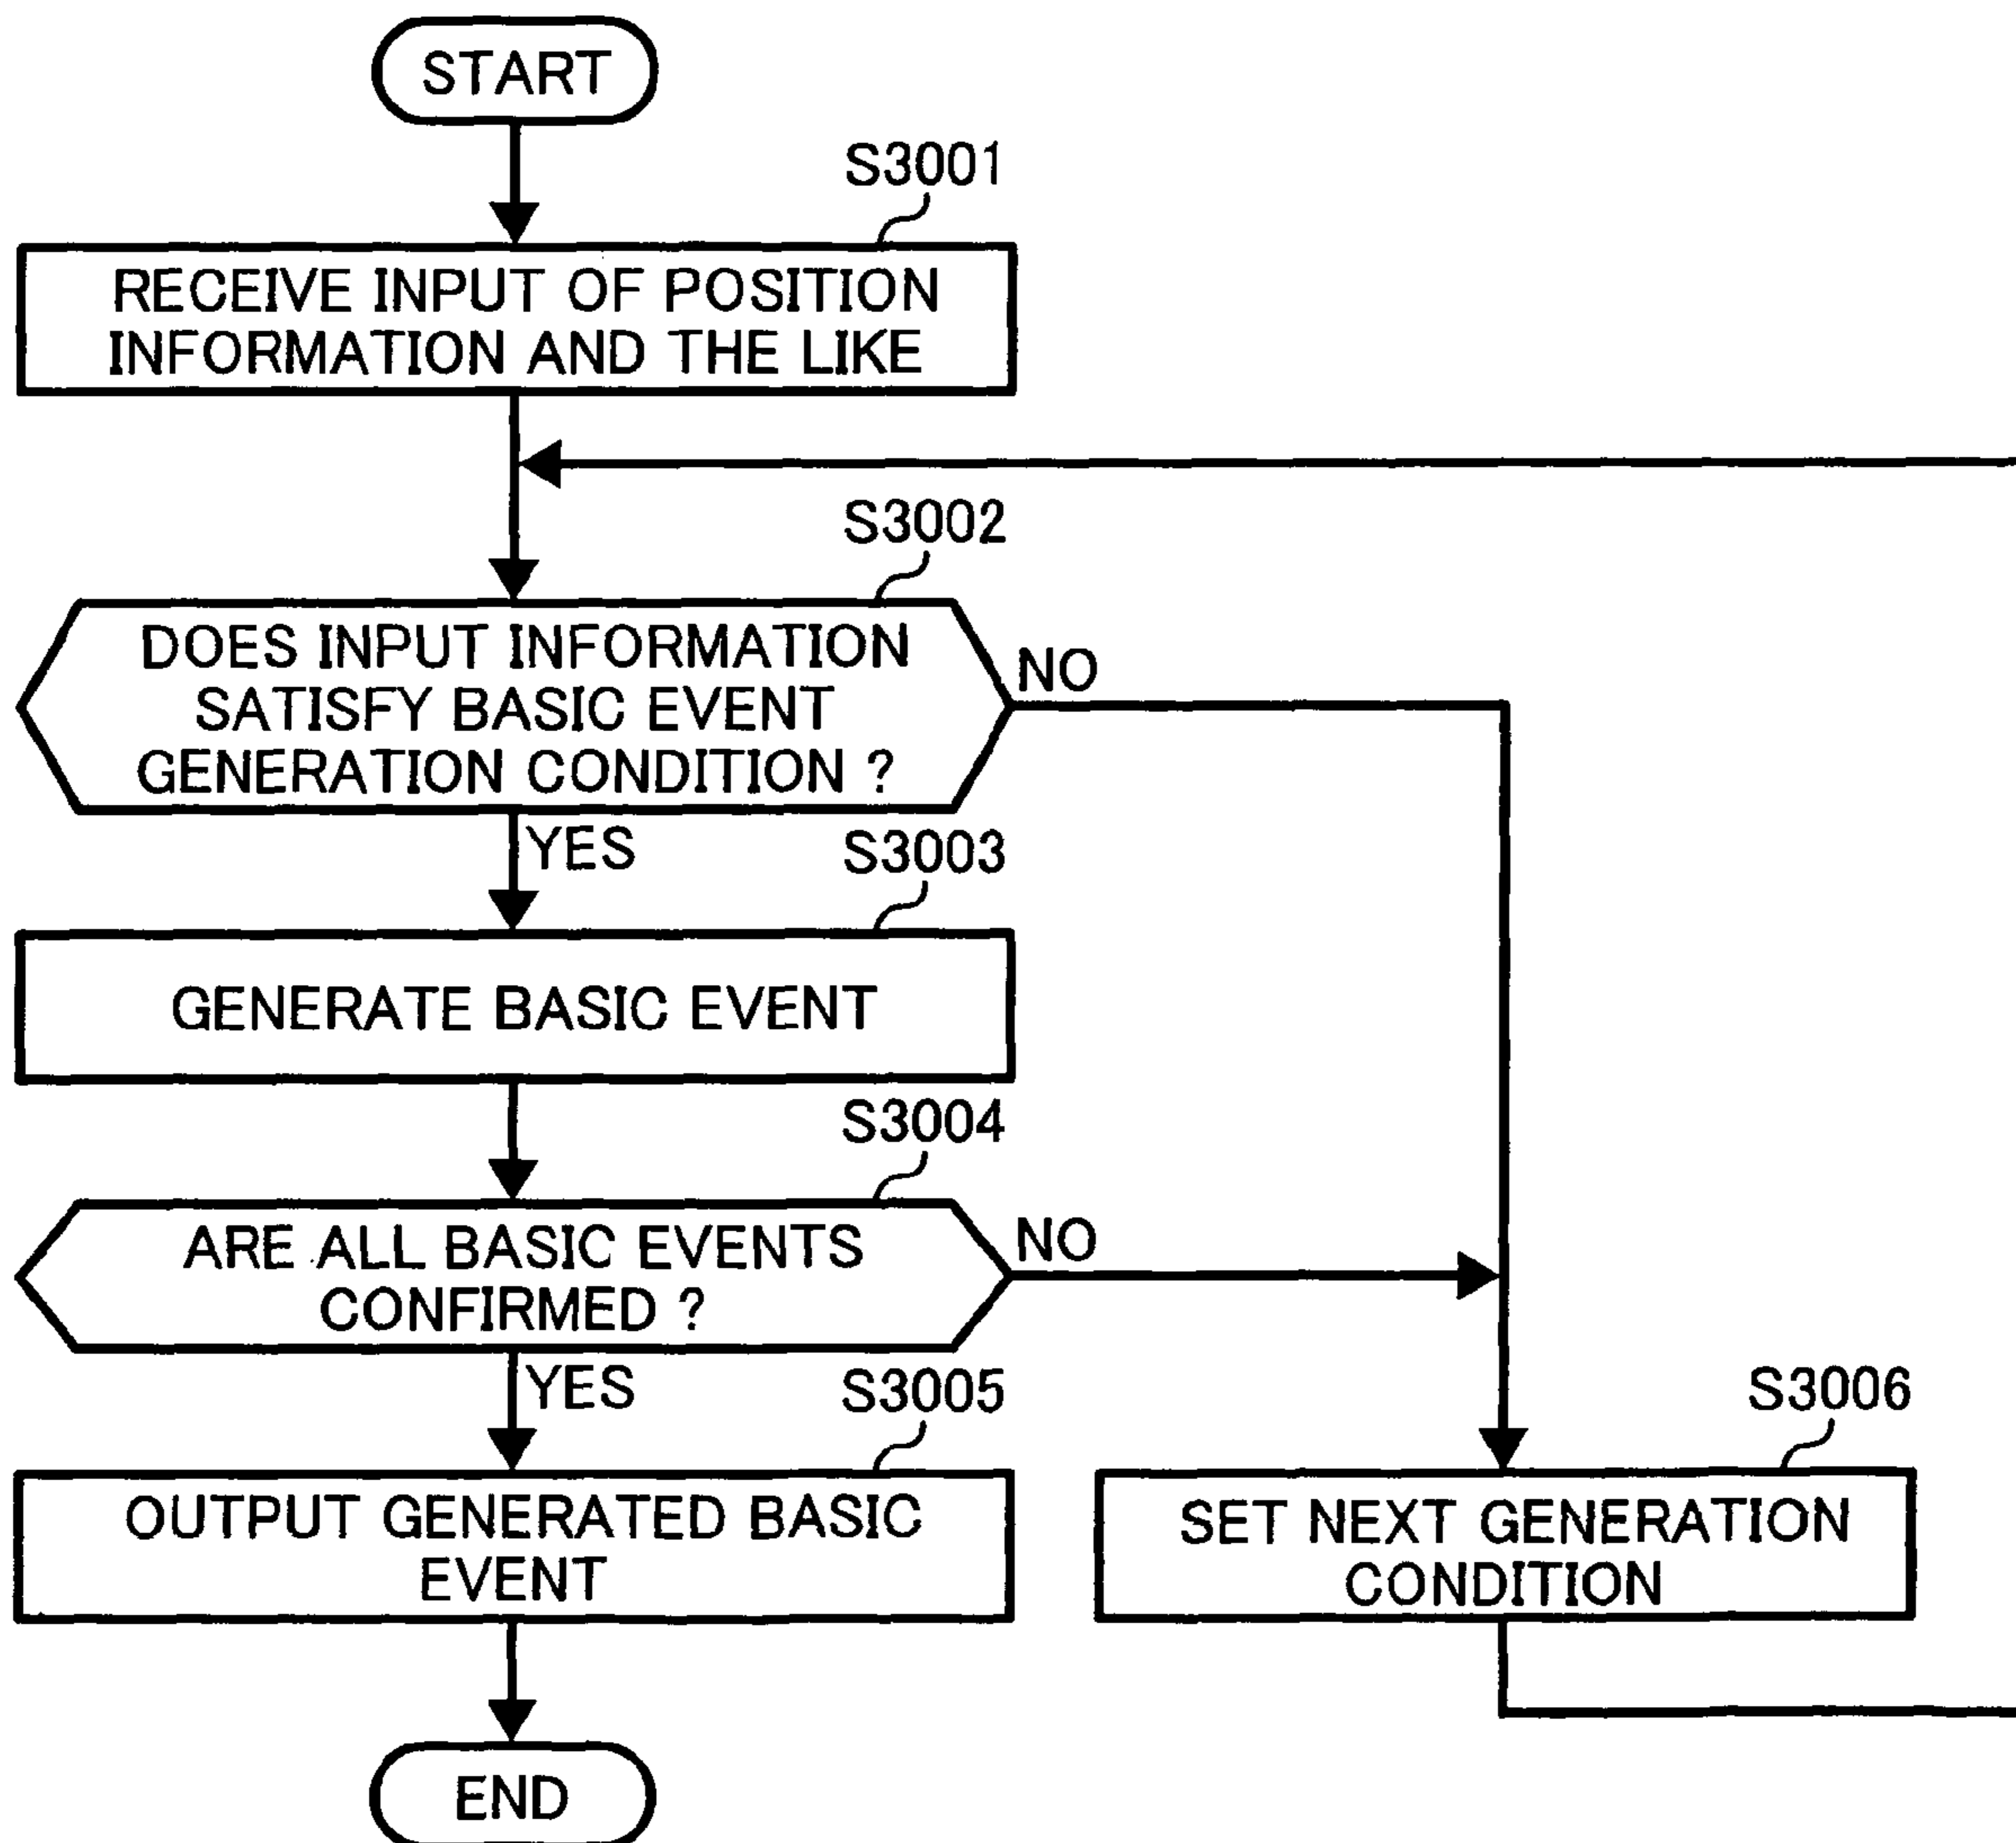 START
S3001
RECEIVE INPUT OF POSITION
INFORMATION AND THE LIKE
S3002
DOES INPUT INFORMATION
SATISFY BASIC EVENT
GENERATION CONDITION ?
NO
YES
S3003
GENERATE BASIC EVENT
S3004
ARE ALL BASIC EVENTS
CONFIRMED ?
NO
YES
S3005
OUTPUT GENERATED BASIC
EVENT
S3006
SET NEXT GENERATION
CONDITION
END